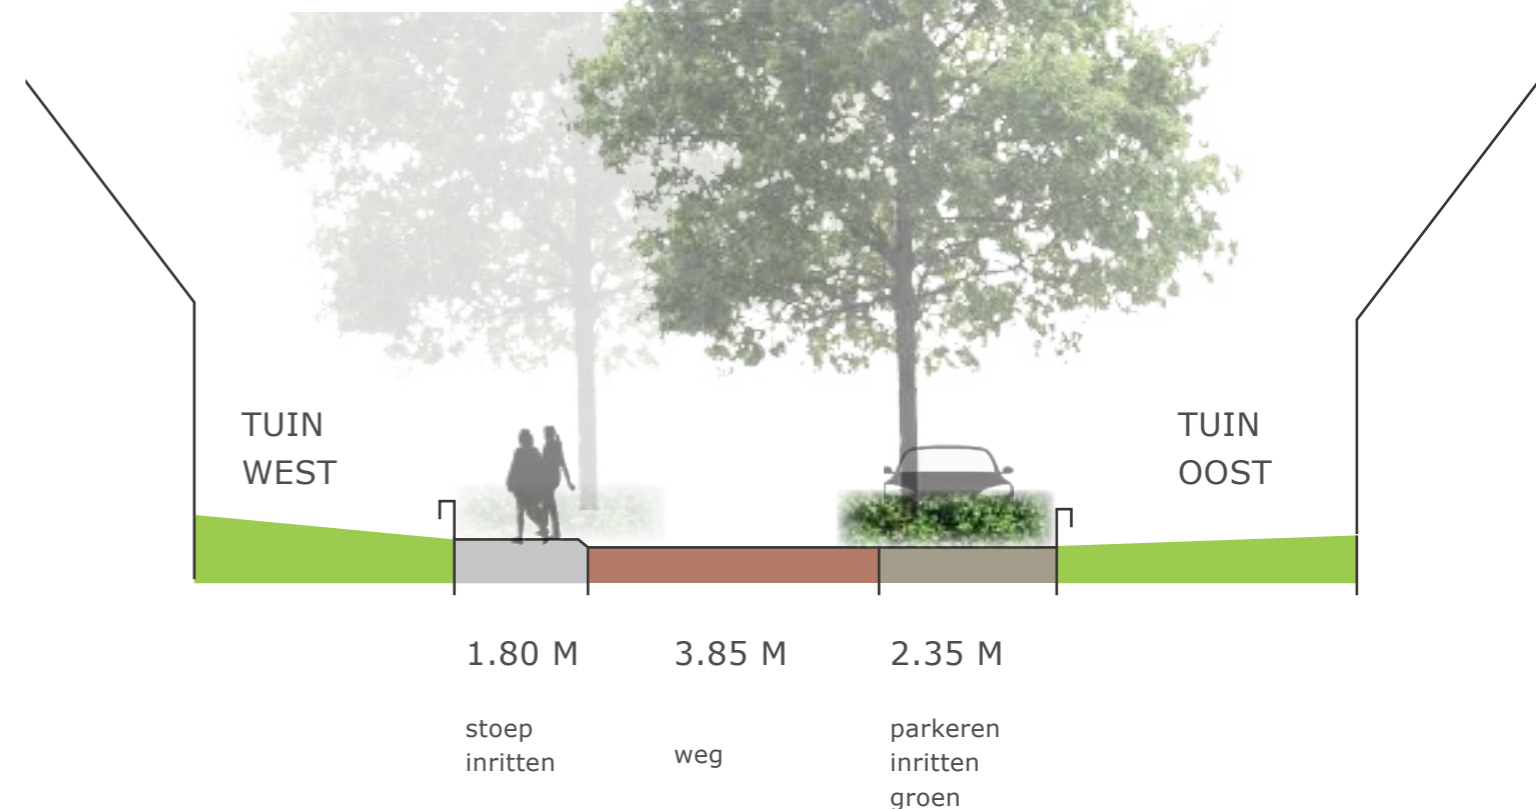 TUIN
WEST
TUIN
OOST
1.80 M
3.85 M
2.35 M
stoep
inritten
weg
parkeren
inritten
groen